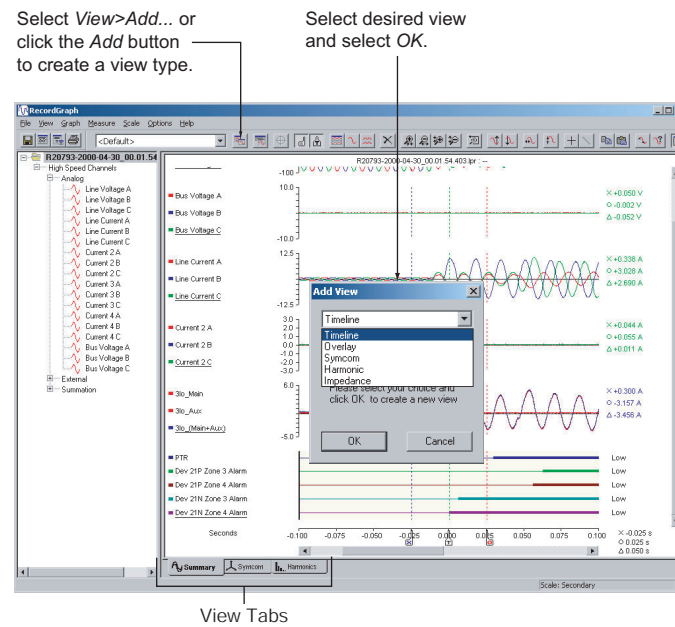 Select View>Add... or
click the Add button
to create a view type.
Select desired view
and select OK.
RecordGraph
File View Graph Measure Scale Options Help
<Default>
R20793-2000-04-30_00.01.54
High Speed Channels
Analog
Line Voltage A
Line Voltage B
Line Voltage C
Line Current A
Line Current B
Line Current C
Current 2 A
Current 2 B
Current 2 C
Current 3 A
Current 3 B
Current 3 C
Current 4 A
Current 4 B
Current 4 C
Bus Voltage A
Bus Voltage B
Bus Voltage C
External
Summation
R20793-2000-04-30_00.01.54.403.lpr : --
-100
10.0
Bus Voltage A
Bus Voltage B
Bus Voltage C
-10.0
×+0.050 V
○-0.002 V
△-0.052 V
12.5
Line Current A
Line Current B
Line Current C
-12.5
×+0.338 A
○+3.028 A
△+2.690 A
3.0
2.0
1.0
0.0
-1.0
-2.0
-3.0
Current 2 A
Current 2 B
Current 2 C
×+0.044 A
○+0.055 A
△+0.011 A
6.0
3Io_Main
3Io_Aux
3Io_(Main+Aux)
-5.0
×+0.300 A
○-3.157 A
△-3.456 A
Add View
Timeline
Timeline
Overlay
Symcom
Harmonic
Impedance
Please select your choice and
click OK to create a new view
OK Cancel
PTR Low
Dev 21P Zone 3 Alarm Low
Dev 21P Zone 4 Alarm Low
Dev 21N Zone 3 Alarm Low
Dev 21N Zone 4 Alarm Low
Seconds -0.100 -0.075 -0.050 -0.025 0.000 0.025 0.050 0.075 0.100
×-0.025 s
○ 0.025 s
△ 0.050 s
Summary Symcom Harmonics
Scale: Secondary
View Tabs